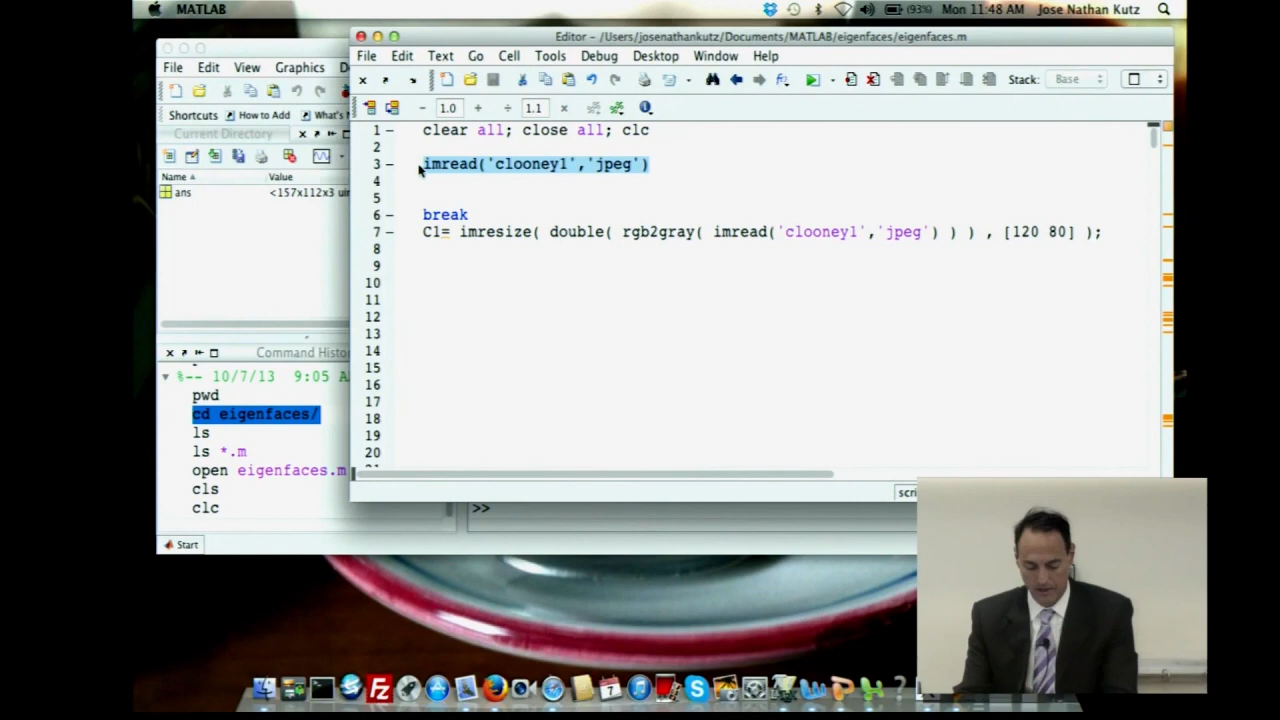 MATLAB
(93%) Mon 11:48 AM Jose Nathan Kutz
Editor – /Users/josenathankutz/Documents/MATLAB/eigenfaces/eigenfaces.m
File Edit View Graphics
File Edit Text Go Cell Tools Debug Desktop Window Help
Stack: Base
Shortcuts How to Add What's
1.0
1.1
Current Directory
Name Value
ans <157x112x3 uin
1 clear all; close all; clc
2
3 imread('clooney1','jpeg')
4
5
6 break
7 C1= imresize( double( rgb2gray( imread('clooney1','jpeg') ) ) , [120 80] );
8
9
10
11
12
13
14
15
16
17
18
19
20
Command Histo
%-- 10/7/13 9:05 A
pwd
cd eigenfaces/
ls
ls *.m
open eigenfaces.m
cls
clc
scri
>>
Start